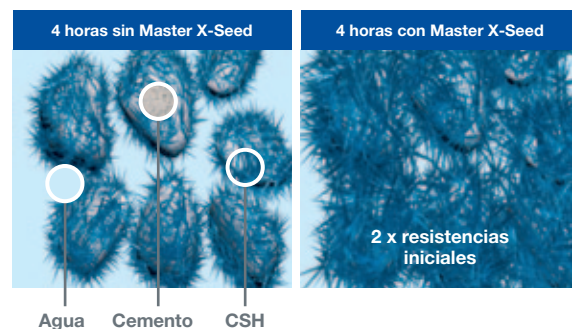 4 horas sin Master X-Seed
4 horas con Master X-Seed
2 x resistencias
iniciales
Agua
Cemento
CSH